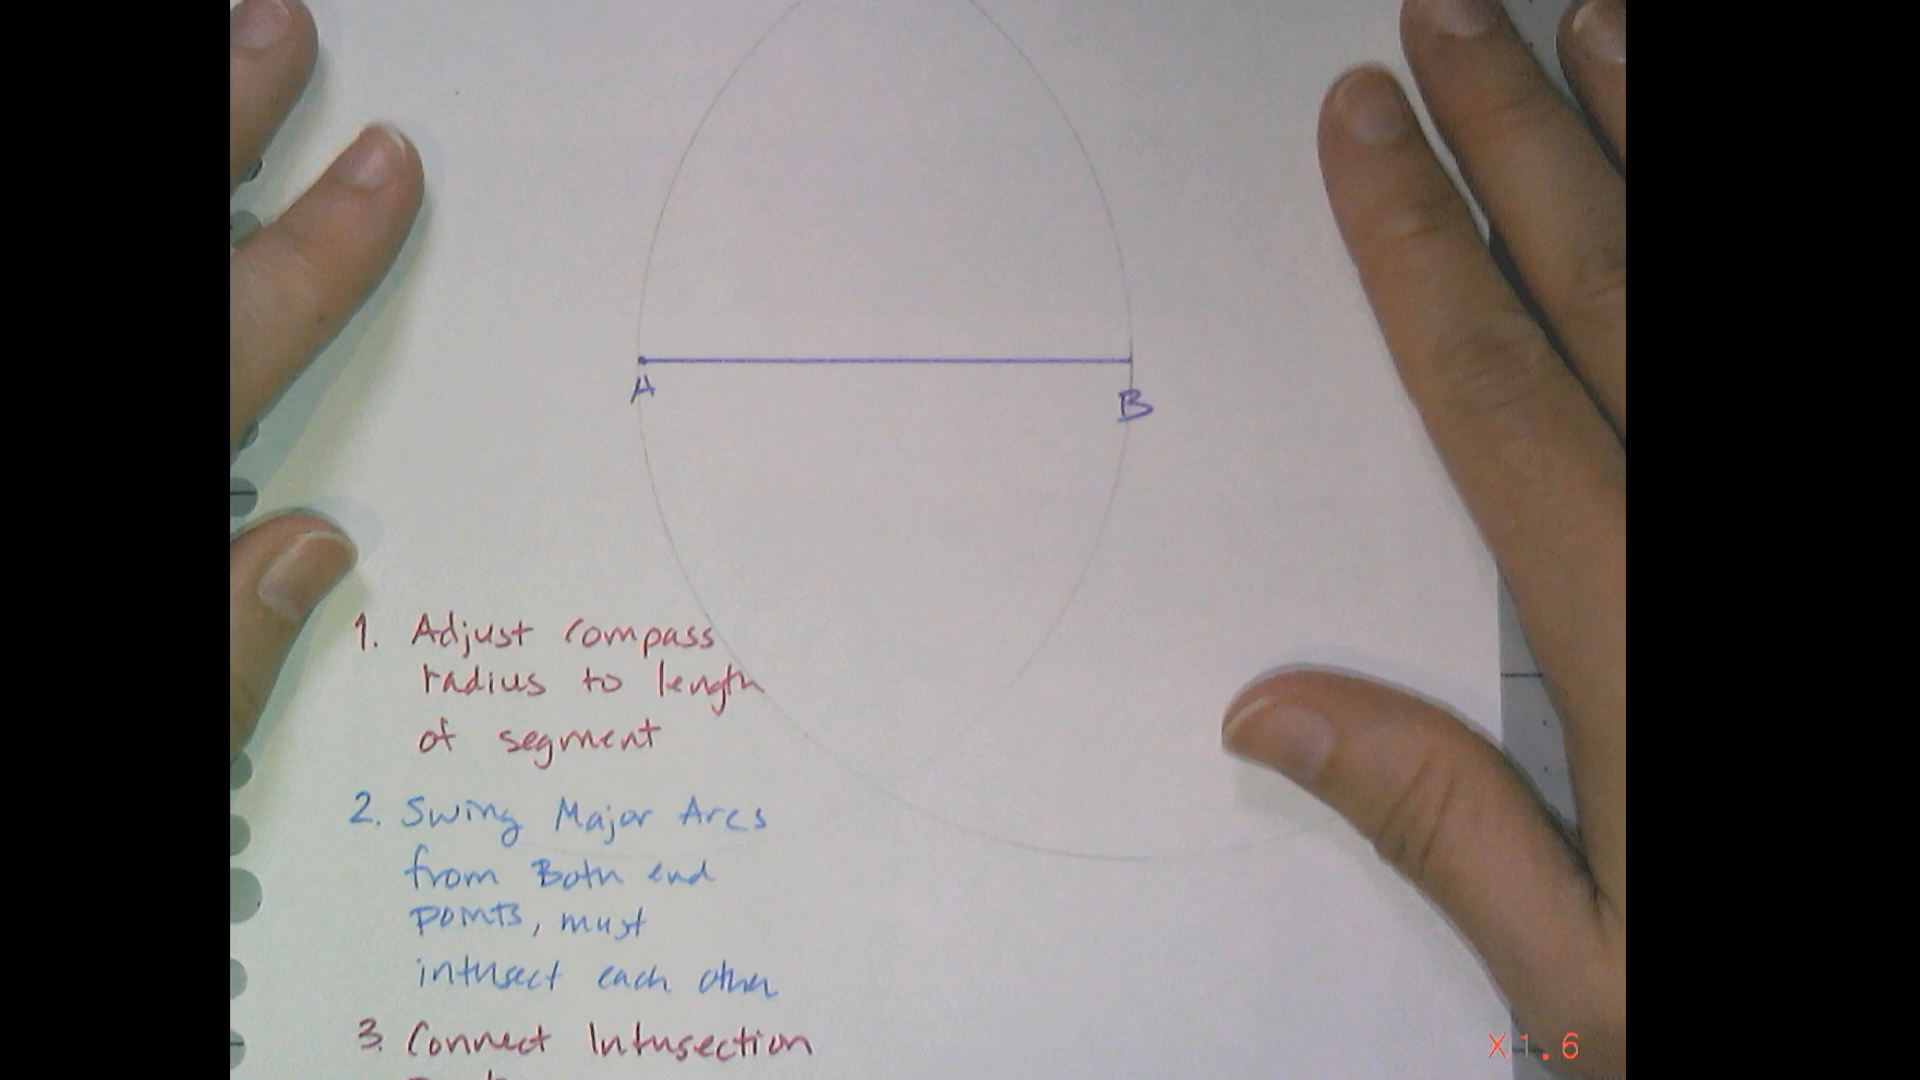 A
B
1. Adjust compass
radius to length
of segment
2. Swing Major Arcs
from Both end
points, must
intersect each other
3. Connect Intersection
X1.6